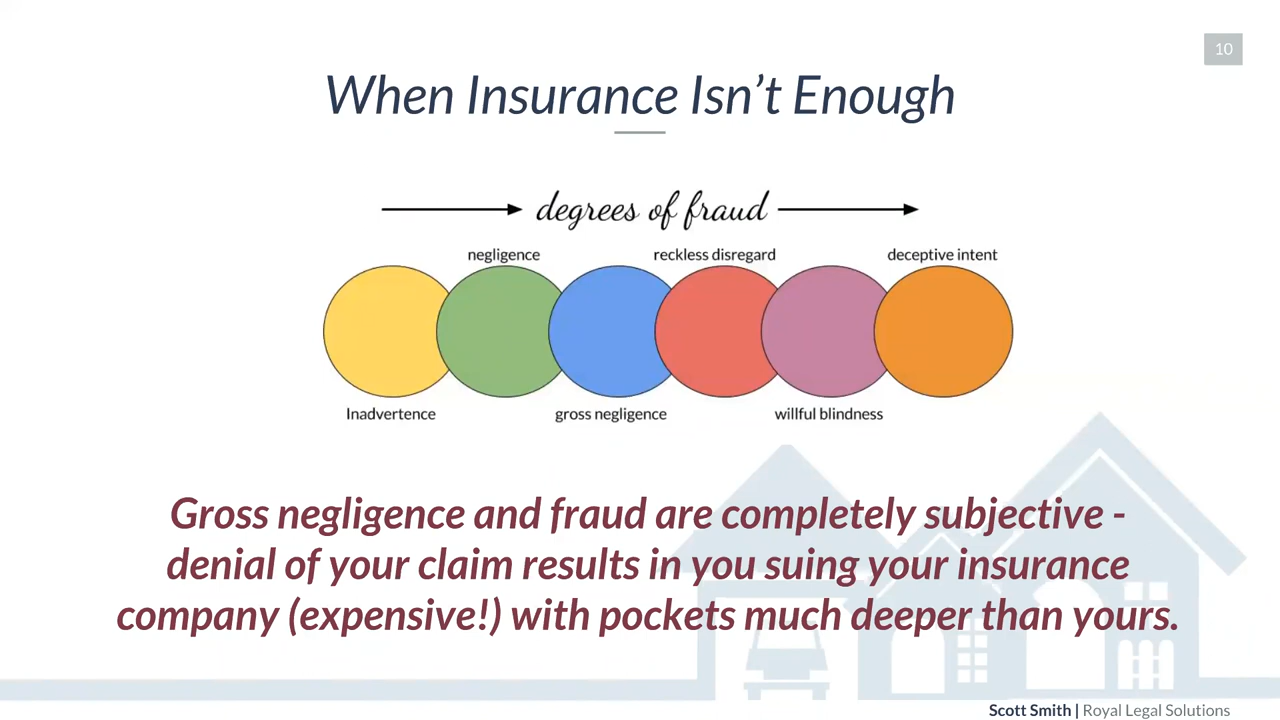 10
When Insurance Isn't Enough
degrees of fraud
negligence
reckless disregard
deceptive intent
Inadvertence
gross negligence
willful blindness
Gross negligence and fraud are completely subjective -
denial of your claim results in you suing your insurance
company (expensive!) with pockets much deeper than yours.
Scott Smith | Royal Legal Solutions